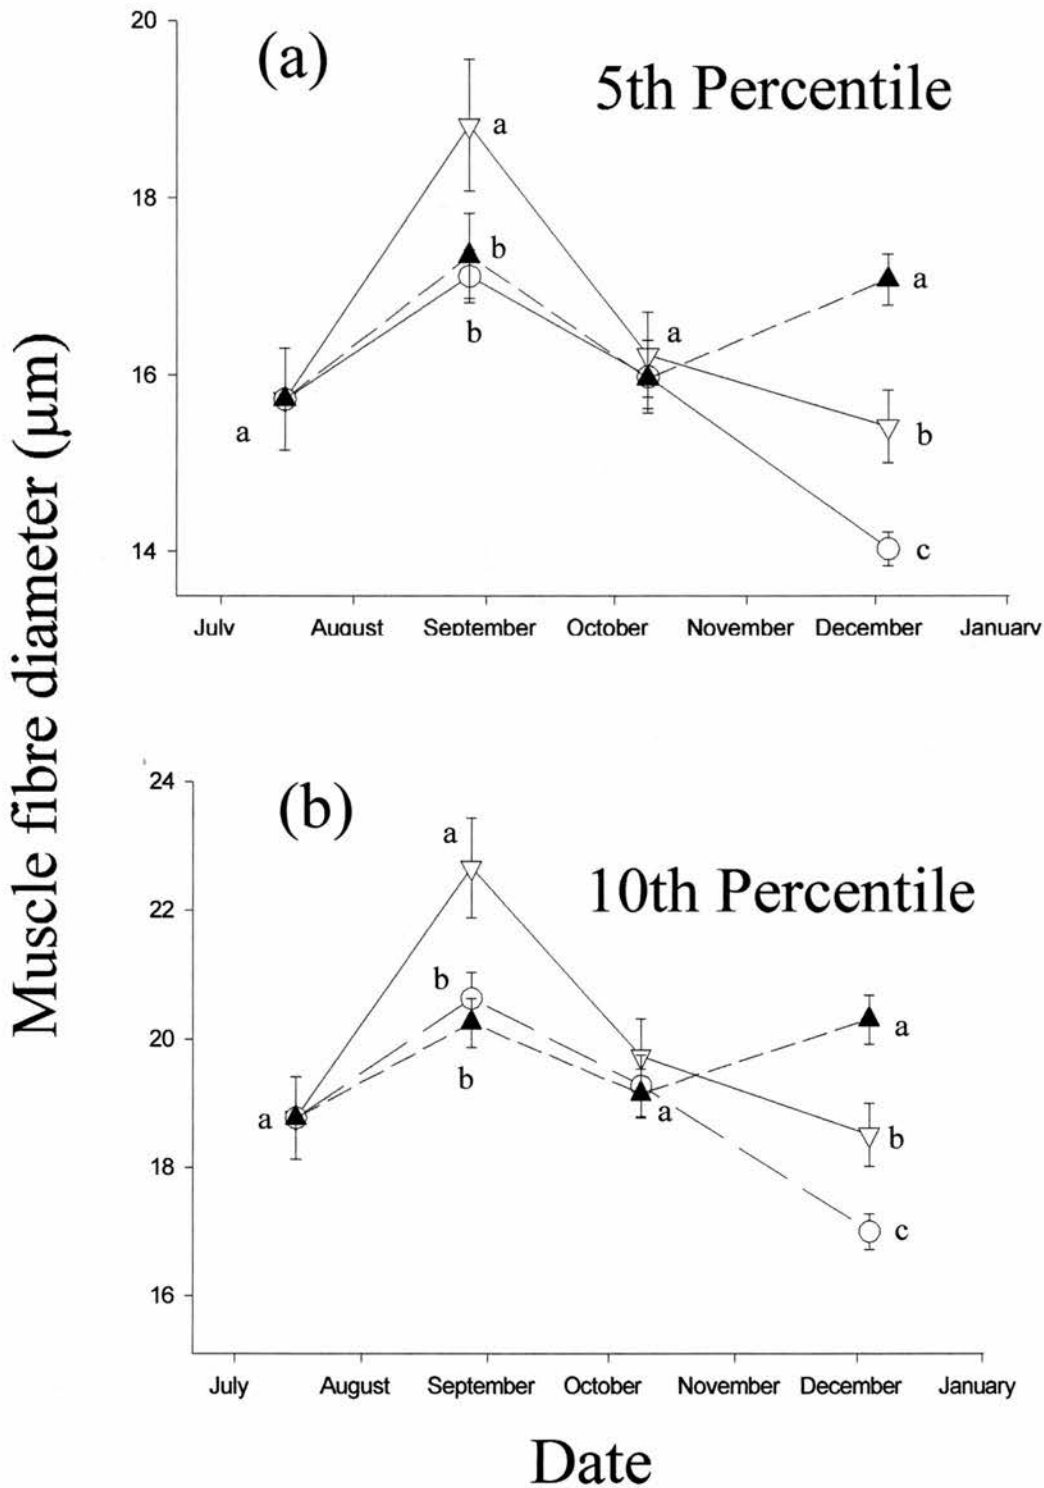 Muscle fibre diameter (µm)
20
(a)
5th Percentile
a
18
b
a
b
a
16
a
b
14
c
July August September October November December January
24
(b)
a
10th Percentile
22
b
a
20
b
a
a
b
18
c
16
July August September October November December January
Date